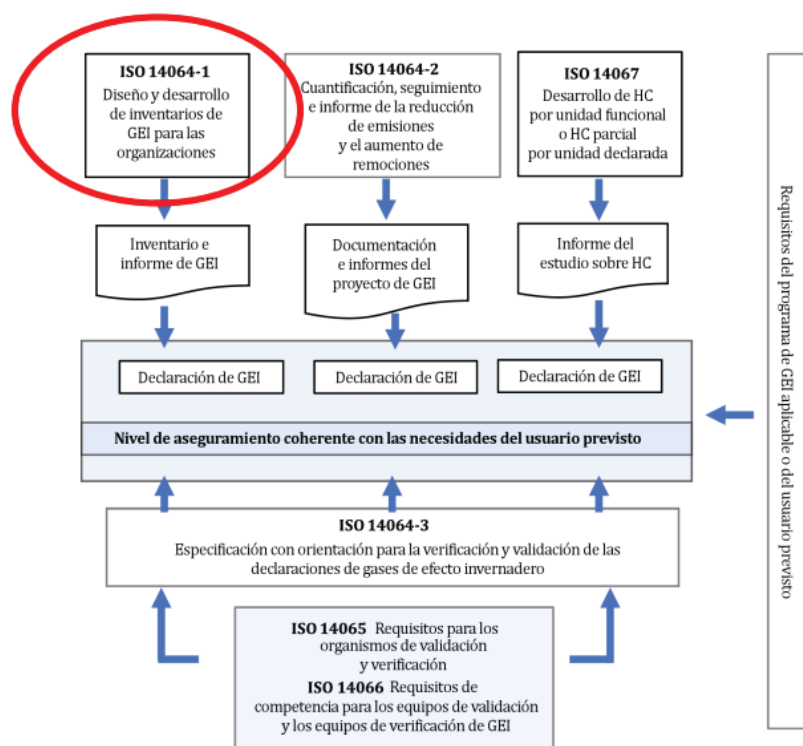 ISO 14064-1
Diseño y desarrollo
de inventarios de
GEI para las
organizaciones
ISO 14064-2
Cuantificación, seguimiento
e informe de la reducción
de emisiones
y el aumento de
remociones
ISO 14067
Desarrollo de HC
por unidad funcional
o HC parcial
por unidad declarada
Inventario e
informe de GEI
Documentación
e informes del
proyecto de GEI
Informe del
estudio sobre HC
Declaración de GEI
Declaración de GEI
Declaración de GEI
Nivel de aseguramiento coherente con las necesidades del usuario previsto
ISO 14064-3
Especificación con orientación para la verificación y validación de las
declaraciones de gases de efecto invernadero
ISO 14065 Requisitos para los
organismos de validación
y verificación
ISO 14066 Requisitos de
competencia para los equipos de validación
y los equipos de verificación de GEI
Requisitos del programa de GEI aplicable o del usuario previsto